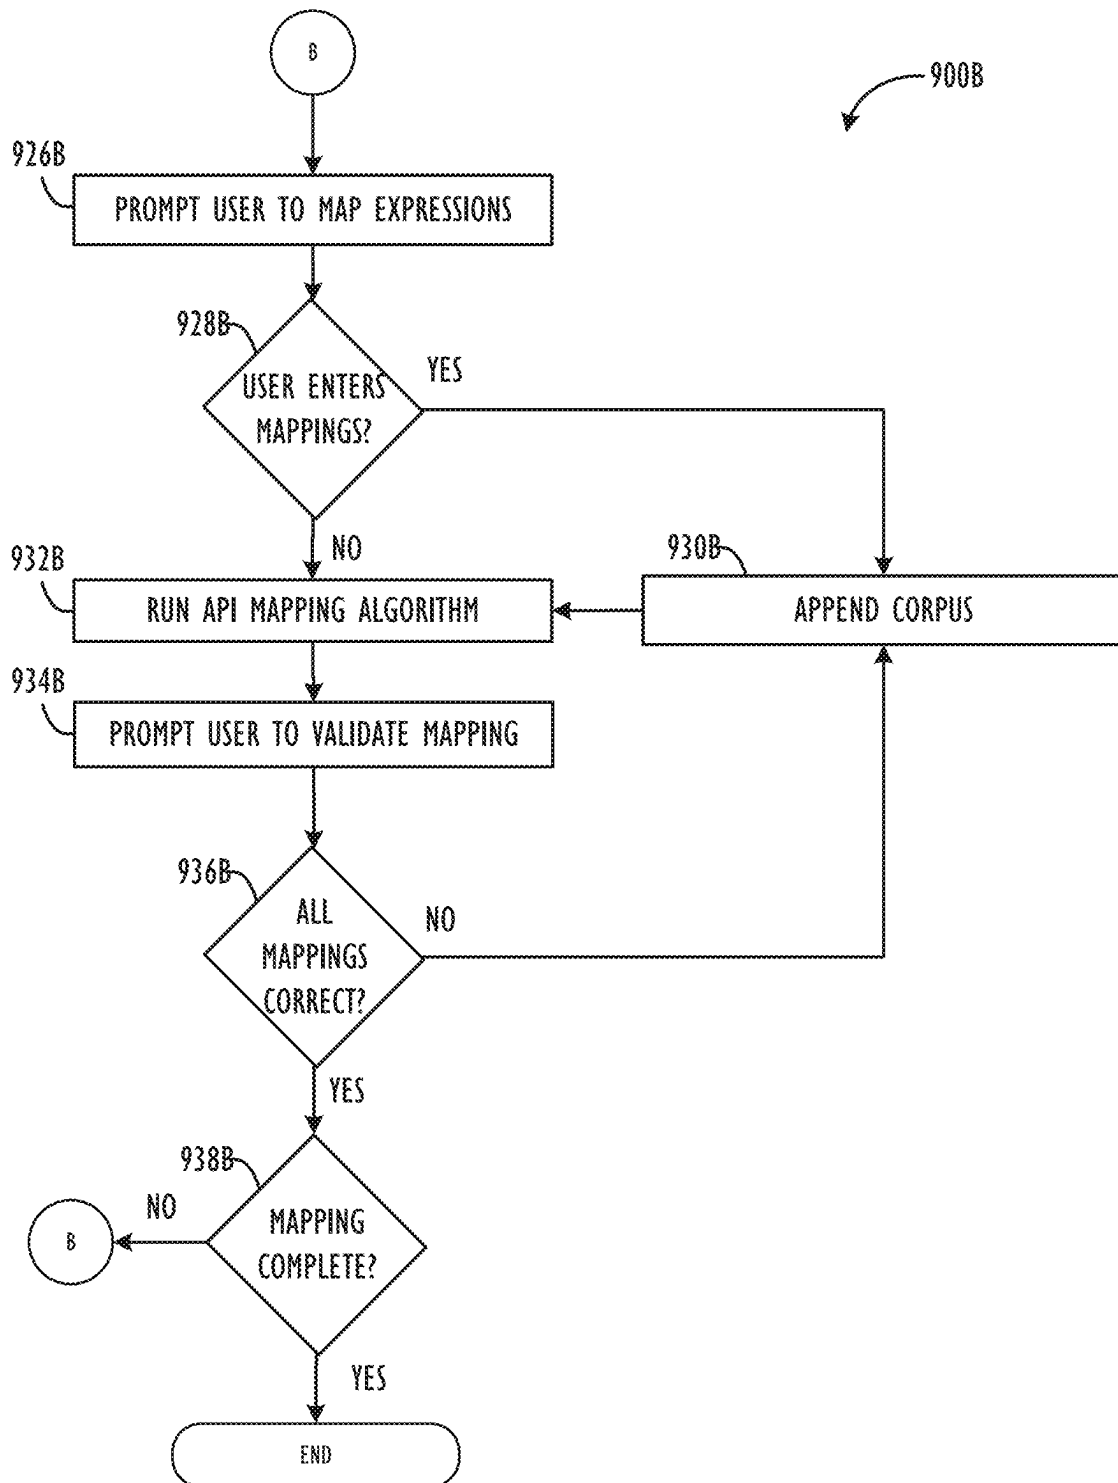 B
900B
926B
PROMPT USER TO MAP EXPRESSIONS
928B
USER ENTERS
MAPPINGS?
YES
NO
932B
RUN API MAPPING ALGORITHM
930B
APPEND CORPUS
934B
PROMPT USER TO VALIDATE MAPPING
936B
ALL
MAPPINGS
CORRECT?
NO
YES
938B
MAPPING
COMPLETE?
NO
B
YES
END